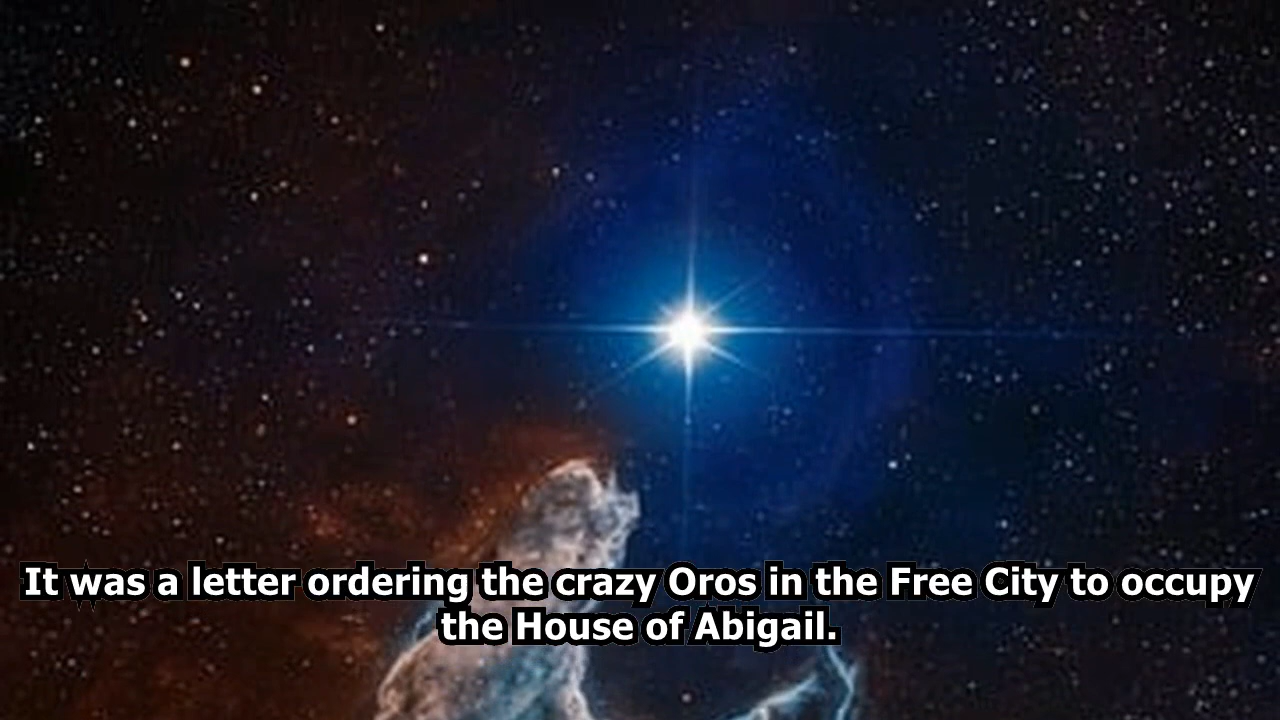 It was a letter ordering the crazy Oros in the Free City to occupy
the House of Abigail.